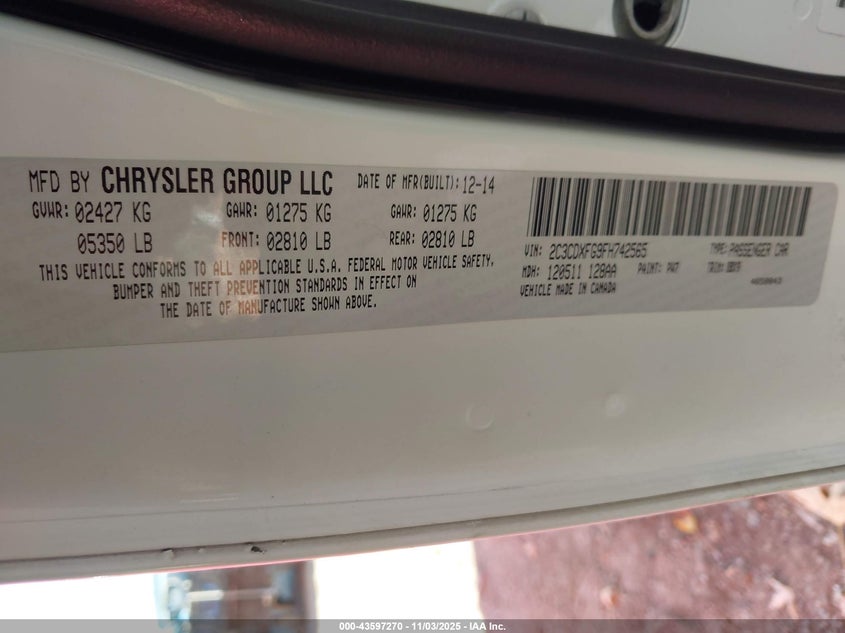 MFD BY CHRYSLER GROUP LLC
DATE OF MFR(BUILT): 12-14
GVWR: 02427 KG GAWR: 01275 KG GAWR: 01275 KG
05350 LB FRONT: 02810 LB REAR: 02810 LB
THIS VEHICLE CONFORMS TO ALL APPLICABLE U.S.A. FEDERAL MOTOR VEHICLE SAFETY,
BUMPER AND THEFT PREVENTION STANDARDS IN EFFECT ON
THE DATE OF MANUFACTURE SHOWN ABOVE.
VIN: 2C3CDXFG9FH742565 TYPE: PASSENGER CAR
MDH: 120511 128AA PAINT: PW7 TRIM:
VEHICLE MADE IN CANADA
000-43597270 - 11/03/2025 - IAA Inc.